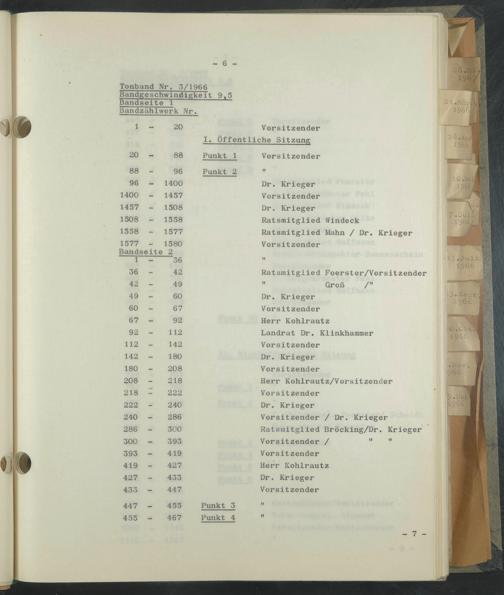 - 6 -
Tonband Nr. 3/1966
Bandgeschwindigkeit 9,5
Bandseite 1
Bandzählwerk Nr.
1 - 20 Vorsitzender
I. Öffentliche Sitzung
20 - 88 Punkt 1 Vorsitzender
88 - 96 Punkt 2 "
96 - 1400 Dr. Krieger
1400 - 1457 Vorsitzender
1457 - 1508 Dr. Krieger
1508 - 1558 Ratsmitglied Windeck
1558 - 1577 Ratsmitglied Mahn / Dr. Krieger
1577 - 1580 Vorsitzender
Bandseite 2
1 - 36 "
36 - 42 Ratsmitglied Foerster/Vorsitzender
42 - 49 " Groß /"
49 - 60 Dr. Krieger
60 - 67 Vorsitzender
67 - 92 Herr Kohlrautz
92 - 112 Landrat Dr. Klinkhammer
112 - 142 Vorsitzender
142 - 180 Dr. Krieger
180 - 208 Vorsitzender
208 - 218 Herr Kohlrautz/Vorsitzender
218 - 222 Vorsitzender
222 - 240 Dr. Krieger
240 - 286 Vorsitzender / Dr. Krieger
286 - 300 Ratsmitglied Bröcking/Dr. Krieger
300 - 393 Vorsitzender / " "
393 - 419 Vorsitzender
419 - 427 Herr Kohlrautz
427 - 433 Dr. Krieger
433 - 447 Vorsitzender
447 - 455 Punkt 3 "
455 - 467 Punkt 4 "
- 7 -